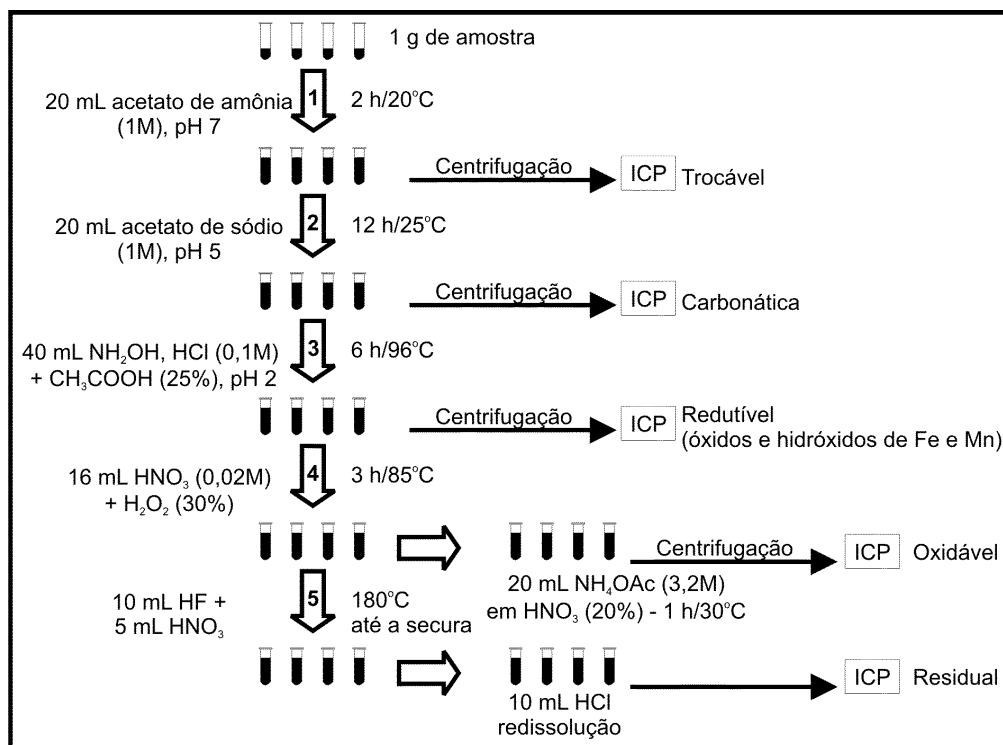 1 g de amostra
20 mL acetato de amônia
(1M), pH 7
1
2 h/20°C
Centrifugação
ICP
Trocável
20 mL acetato de sódio
(1M), pH 5
2
12 h/25°C
Centrifugação
ICP
Carbonática
40 mL NH₂OH, HCl (0,1M)
+ CH₃COOH (25%), pH 2
3
6 h/96°C
Centrifugação
ICP
Redutível
(óxidos e hidróxidos de Fe e Mn)
16 mL HNO₃ (0,02M)
+ H₂O₂ (30%)
4
3 h/85°C
Centrifugação
ICP
Oxidável
20 mL NH₄OAc (3,2M)
em HNO₃ (20%) - 1 h/30°C
10 mL HF +
5 mL HNO₃
5
180°C
até a secura
ICP
Residual
10 mL HCl
redissolução